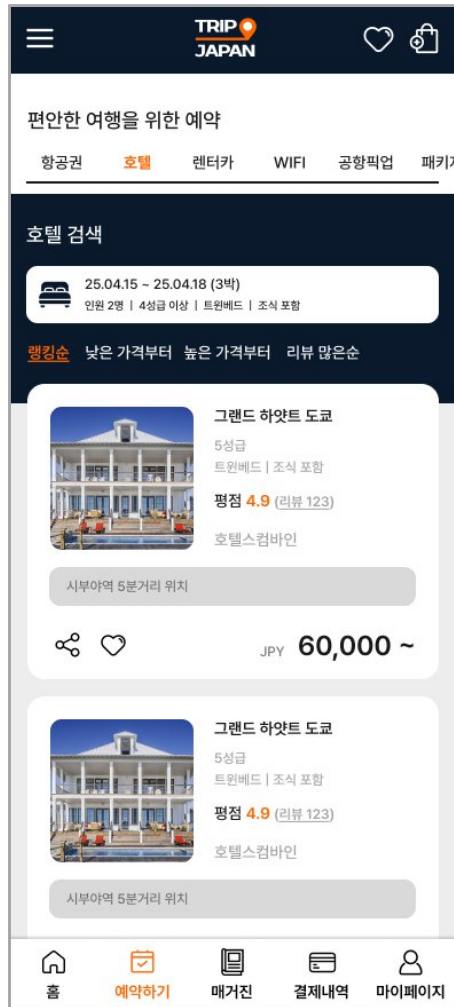 TRIP
JAPAN
편안한 여행을 위한 예약
항공권 호텔 렌터카 WIFI 공항픽업 패키지
호텔 검색
25.04.15 ~ 25.04.18 (3박)
인원 2명 | 4성급 이상 | 트윈베드 | 조식 포함
랭킹순 낮은 가격부터 높은 가격부터 리뷰 많은순
그랜드 하얏트 도쿄
5성급
트윈베드 | 조식 포함
평점 4.9 (리뷰 123)
호텔스컴바인
시부야역 5분거리 위치
JPY 60,000 ~
그랜드 하얏트 도쿄
5성급
트윈베드 | 조식 포함
평점 4.9 (리뷰 123)
호텔스컴바인
시부야역 5분거리 위치
홈 예약하기 매거진 결제내역 마이페이지